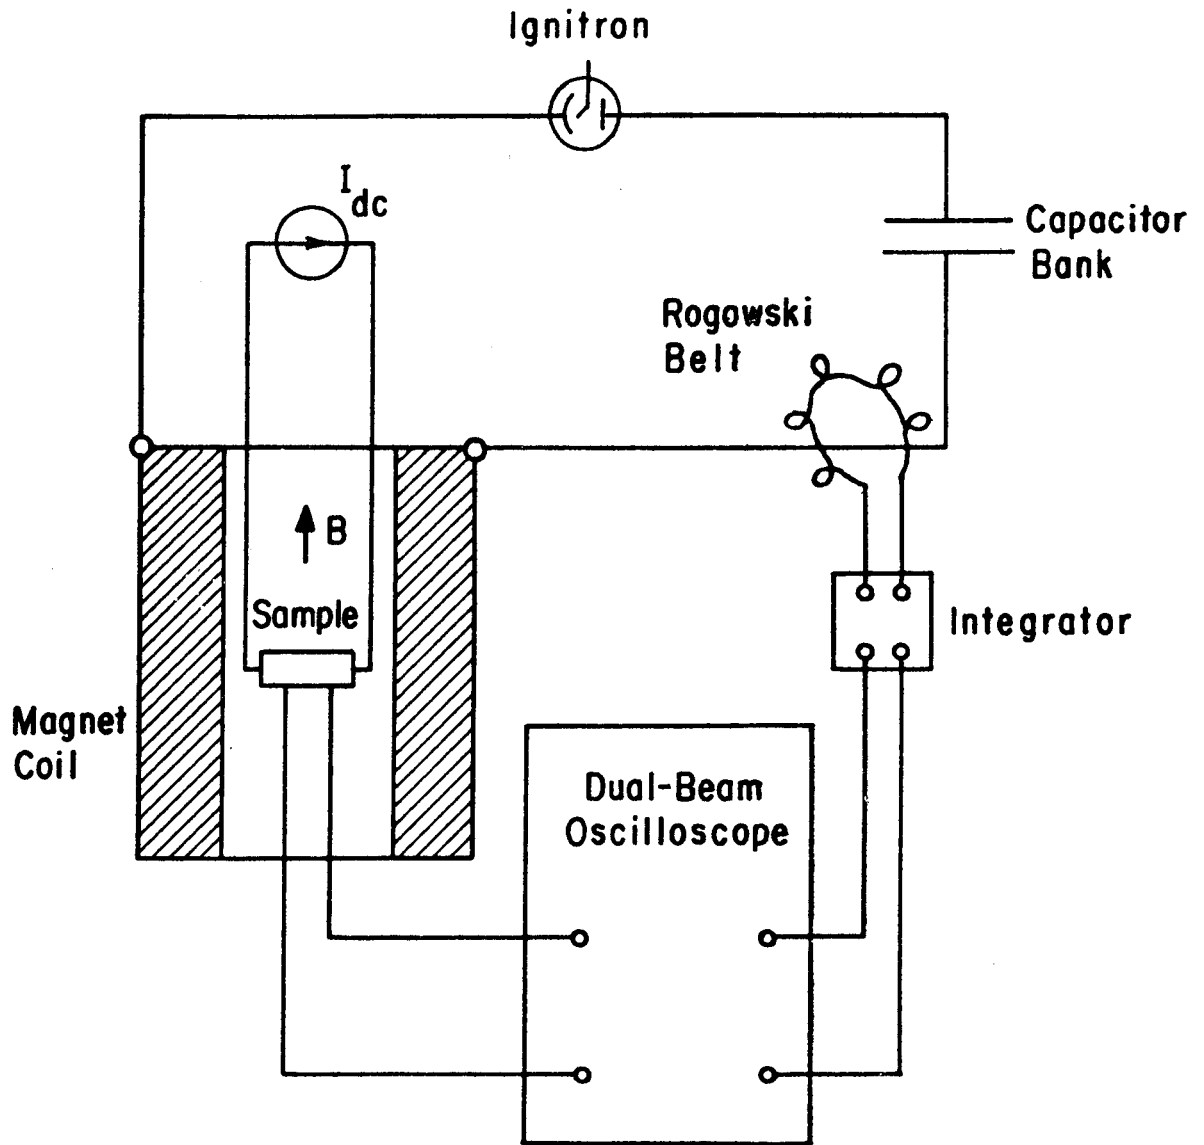 Ignitron
I
dc
Capacitor
Bank
Rogowski
Belt
B
Sample
Integrator
Magnet
Coil
Dual-Beam
Oscilloscope